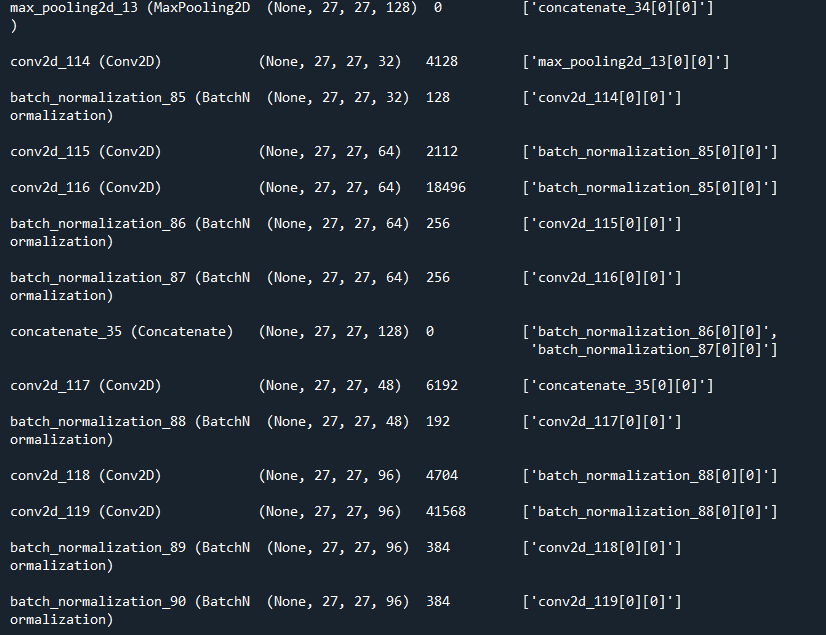 max_pooling2d_13 (MaxPooling2D  (None, 27, 27, 128)  0          ['concatenate_34[0][0]']
)
conv2d_114 (Conv2D)            (None, 27, 27, 32)   4128        ['max_pooling2d_13[0][0]']
batch_normalization_85 (BatchN  (None, 27, 27, 32)  128         ['conv2d_114[0][0]']
ormalization)
conv2d_115 (Conv2D)            (None, 27, 27, 64)   2112        ['batch_normalization_85[0][0]']
conv2d_116 (Conv2D)            (None, 27, 27, 64)   18496       ['batch_normalization_85[0][0]']
batch_normalization_86 (BatchN  (None, 27, 27, 64)  256         ['conv2d_115[0][0]']
ormalization)
batch_normalization_87 (BatchN  (None, 27, 27, 64)  256         ['conv2d_116[0][0]']
ormalization)
concatenate_35 (Concatenate)   (None, 27, 27, 128)  0           ['batch_normalization_86[0][0]',
'batch_normalization_87[0][0]']
conv2d_117 (Conv2D)            (None, 27, 27, 48)   6192        ['concatenate_35[0][0]']
batch_normalization_88 (BatchN  (None, 27, 27, 48)  192         ['conv2d_117[0][0]']
ormalization)
conv2d_118 (Conv2D)            (None, 27, 27, 96)   4704        ['batch_normalization_88[0][0]']
conv2d_119 (Conv2D)            (None, 27, 27, 96)   41568       ['batch_normalization_88[0][0]']
batch_normalization_89 (BatchN  (None, 27, 27, 96)  384         ['conv2d_118[0][0]']
ormalization)
batch_normalization_90 (BatchN  (None, 27, 27, 96)  384         ['conv2d_119[0][0]']
ormalization)